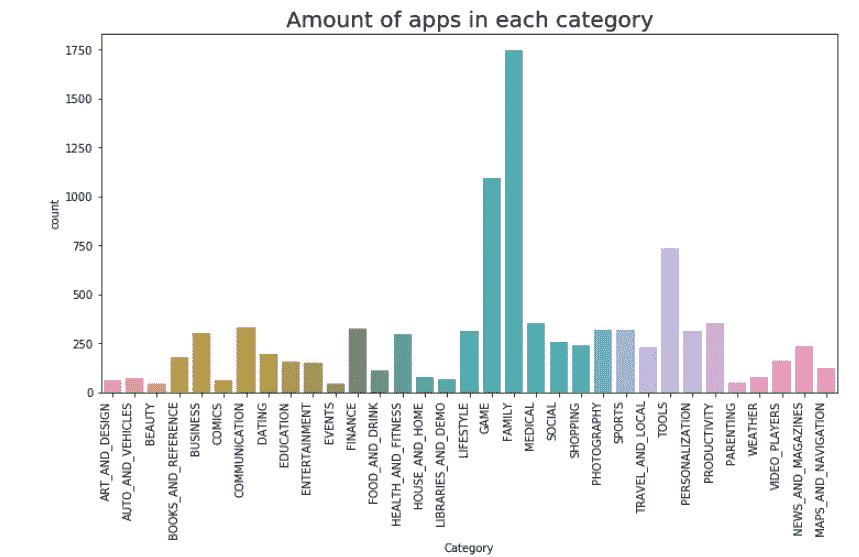 Amount of apps in each category
1750
1500
1250
1000
750
500
250
0
count
ART_AND_DESIGN
AUTO_AND_VEHICLES
BEAUTY
BOOKS_AND_REFERENCE
BUSINESS
COMICS
COMMUNICATION
DATING
EDUCATION
ENTERTAINMENT
EVENTS
FINANCE
FOOD_AND_DRINK
HEALTH_AND_FITNESS
HOUSE_AND_HOME
LIBRARIES_AND_DEMO
LIFESTYLE
GAME
FAMILY
MEDICAL
SOCIAL
SHOPPING
PHOTOGRAPHY
SPORTS
TRAVEL_AND_LOCAL
TOOLS
PERSONALIZATION
PRODUCTIVITY
PARENTING
WEATHER
VIDEO_PLAYERS
NEWS_AND_MAGAZINES
MAPS_AND_NAVIGATION
Category